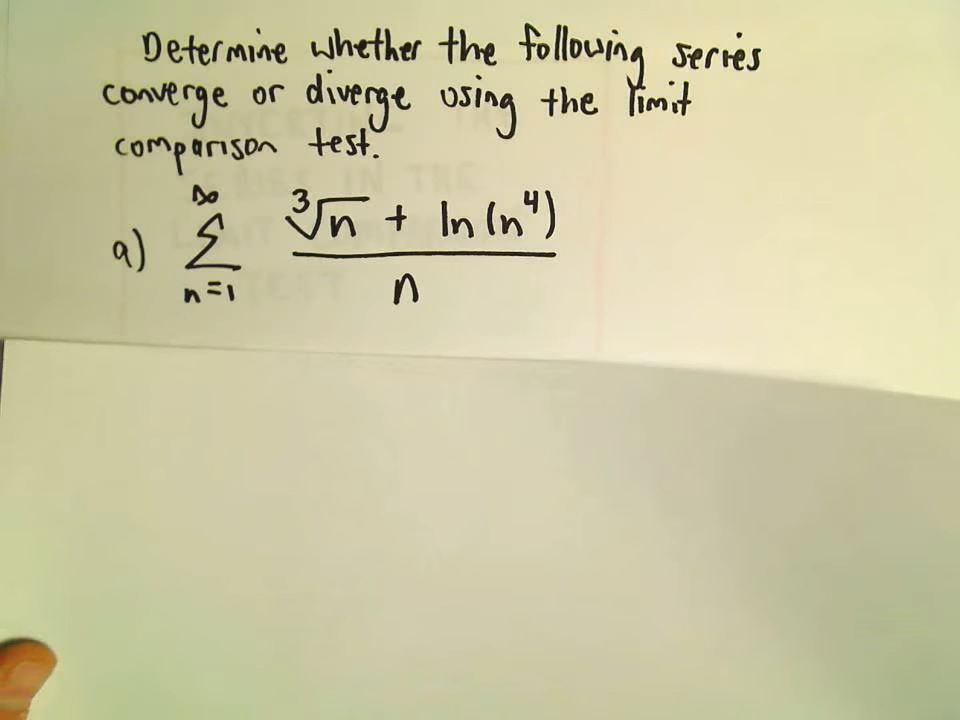 Determine whether the following series
converge or diverge using the limit
comparison test.
a) ∞ Σ n=1 ∛n + ln(n⁴) / n